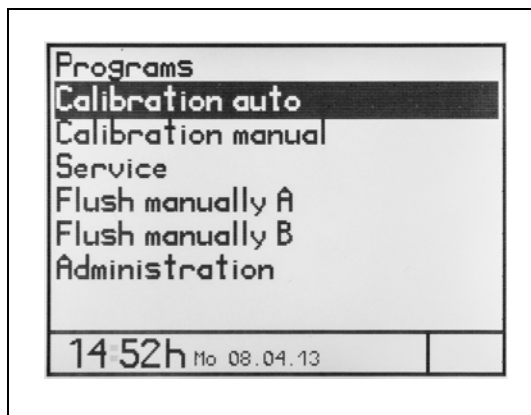 Programs
Calibration auto
Calibration manual
Service
Flush manually A
Flush manually B
Administration
14:52h Mo 08.04.13